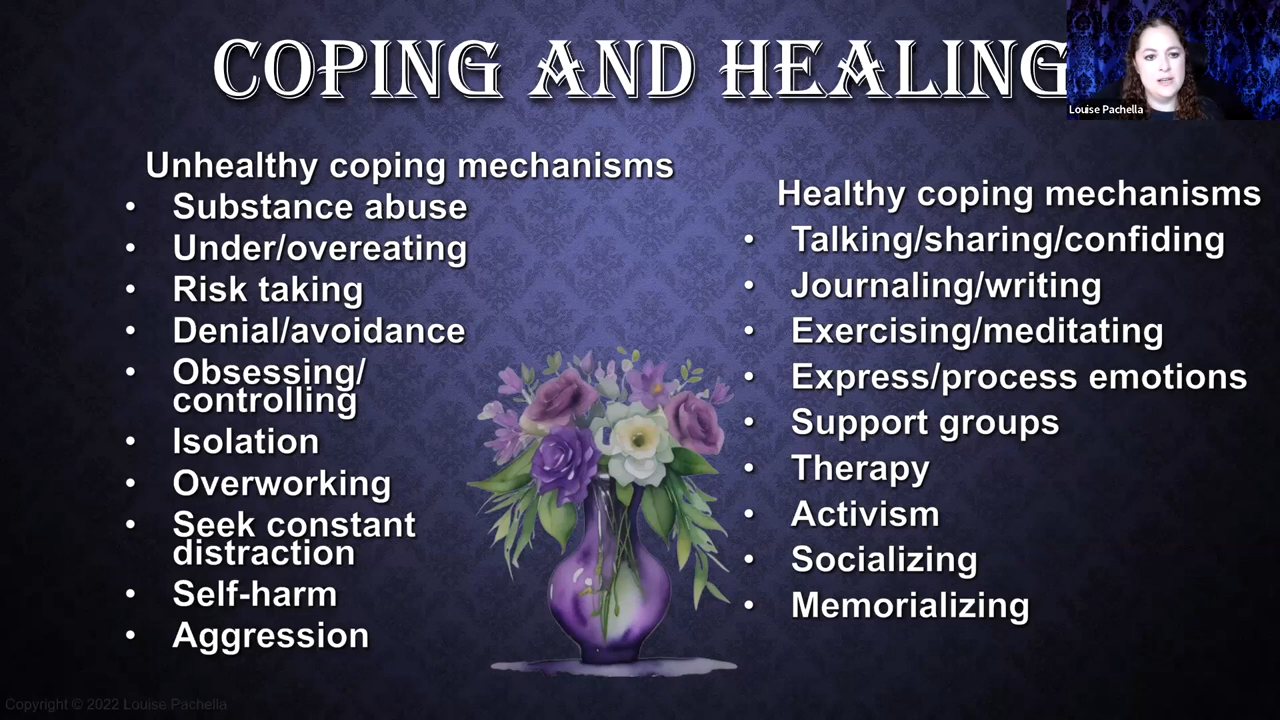 COPING AND HEALING
Louise Pachella
Unhealthy coping mechanisms
• Substance abuse
• Under/overeating
• Risk taking
• Denial/avoidance
• Obsessing/
controlling
• Isolation
• Overworking
• Seek constant
distraction
• Self-harm
• Aggression
Healthy coping mechanisms
• Talking/sharing/confiding
• Journaling/writing
• Exercising/meditating
• Express/process emotions
• Support groups
• Therapy
• Activism
• Socializing
• Memorializing
Copyright © 2022 Louise Pachella